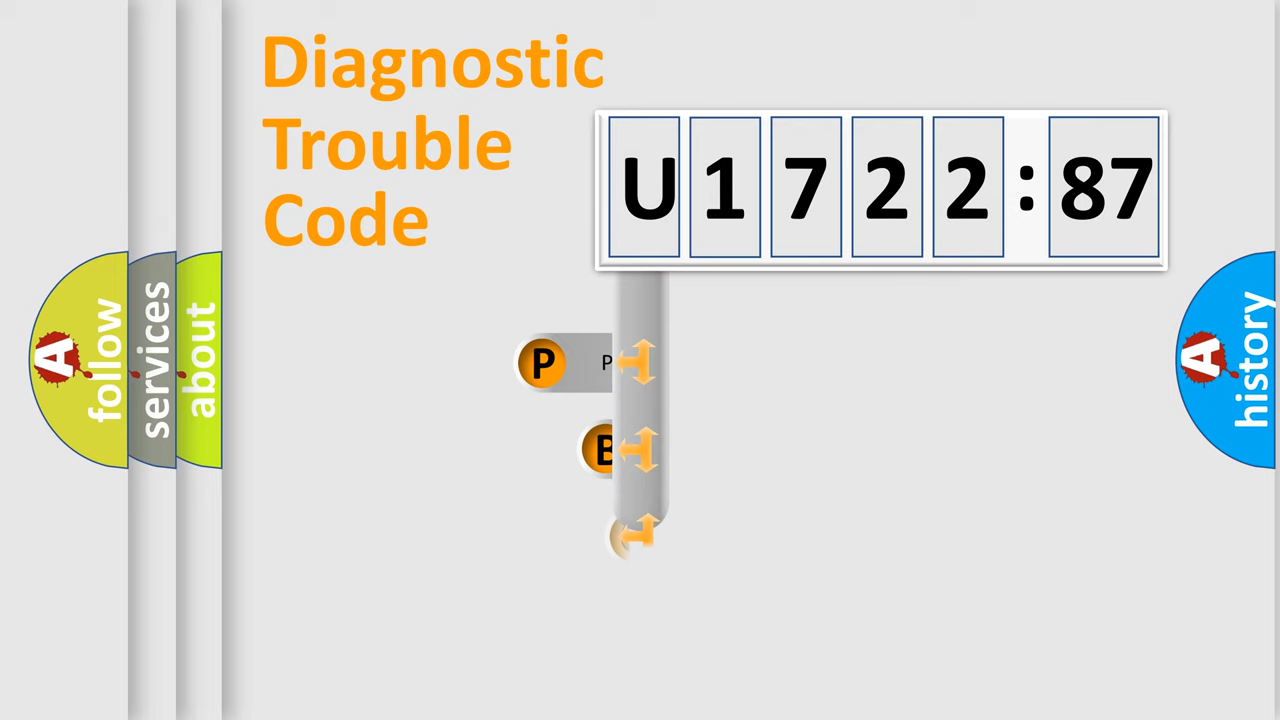 Diagnostic
Trouble
Code
U1722:87
P
P
B
A
follow
services
about
A
history